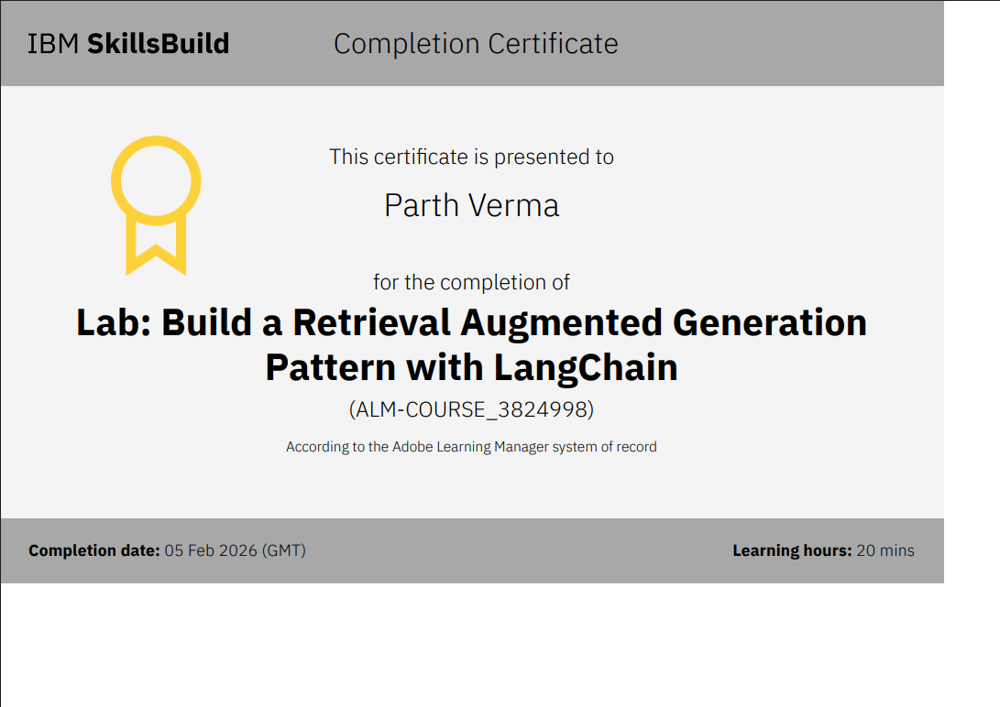 IBM SkillsBuild
Completion Certificate
This certificate is presented to
Parth Verma
for the completion of
Lab: Build a Retrieval Augmented Generation
Pattern with LangChain
(ALM-COURSE_3824998)
According to the Adobe Learning Manager system of record
Completion date: 05 Feb 2026 (GMT)
Learning hours: 20 mins